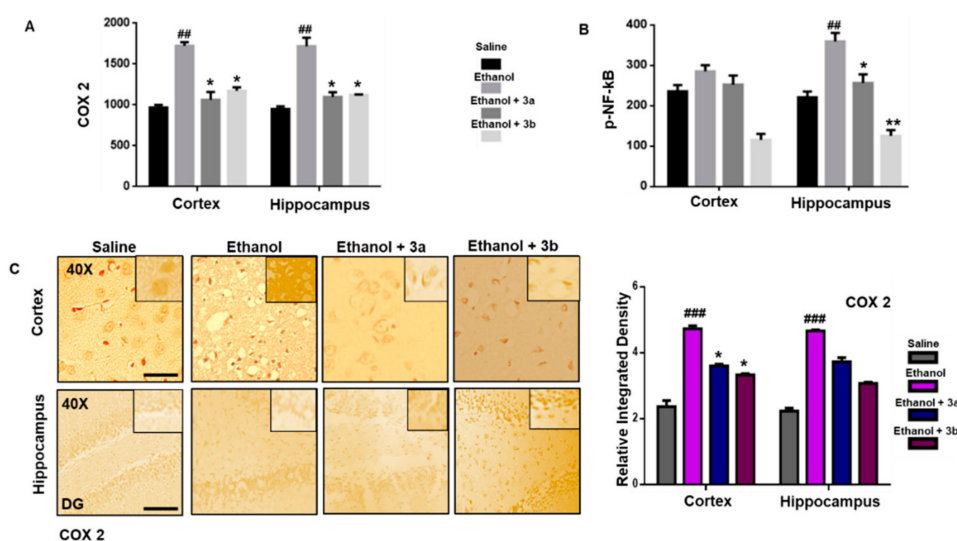 A
COX 2
2000
1500
1000
500
0
##
*
*
##
*
*
Cortex
Hippocampus
Saline
Ethanol
Ethanol + 3a
Ethanol + 3b
B
p-NF-kB
400
300
200
100
0
##
*
**
Cortex
Hippocampus
C
Saline
Ethanol
Ethanol + 3a
Ethanol + 3b
Cortex
40X
Hippocampus
40X
DG
COX 2
COX 2
Relative Integrated Density
6
4
2
0
###
*
*
###
Cortex
Hippocampus
Saline
Ethanol
Ethanol + 3a
Ethanol + 3b